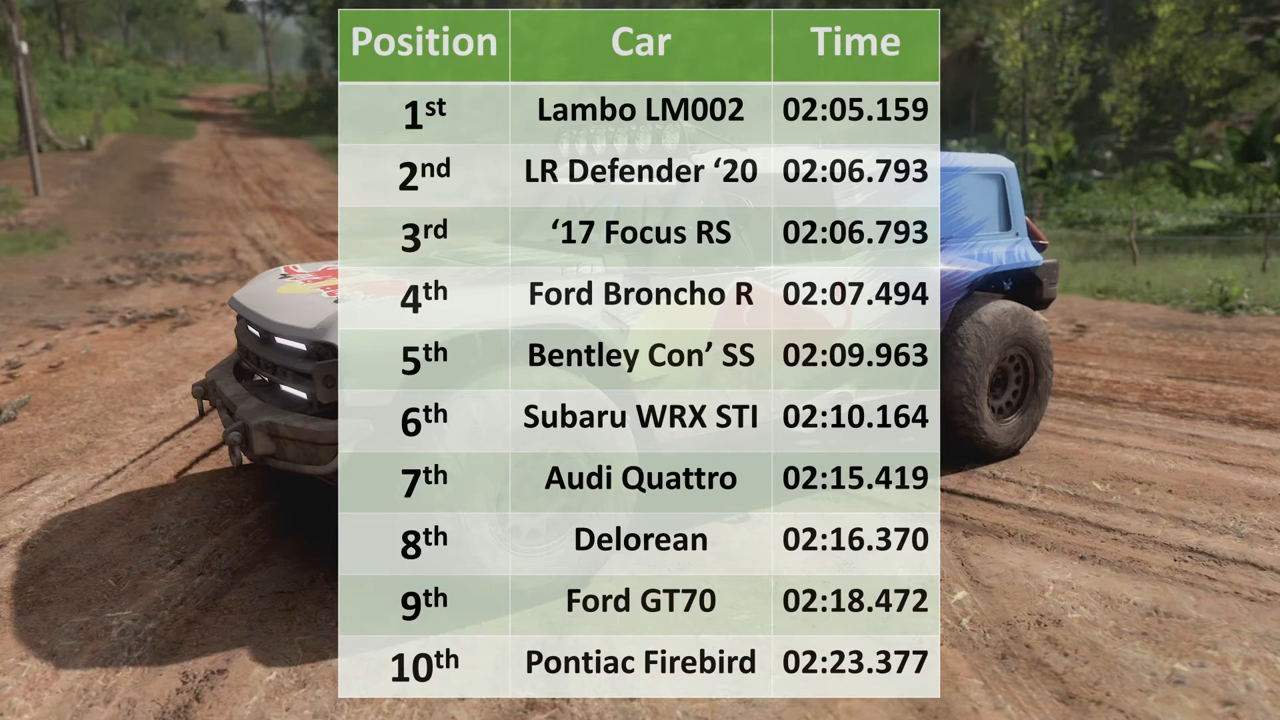 Position Car Time
1st Lambo LM002 02:05.159
2nd LR Defender ‘20 02:06.793
3rd ‘17 Focus RS 02:06.793
4th Ford Broncho R 02:07.494
5th Bentley Con’ SS 02:09.963
6th Subaru WRX STI 02:10.164
7th Audi Quattro 02:15.419
8th Delorean 02:16.370
9th Ford GT70 02:18.472
10th Pontiac Firebird 02:23.377